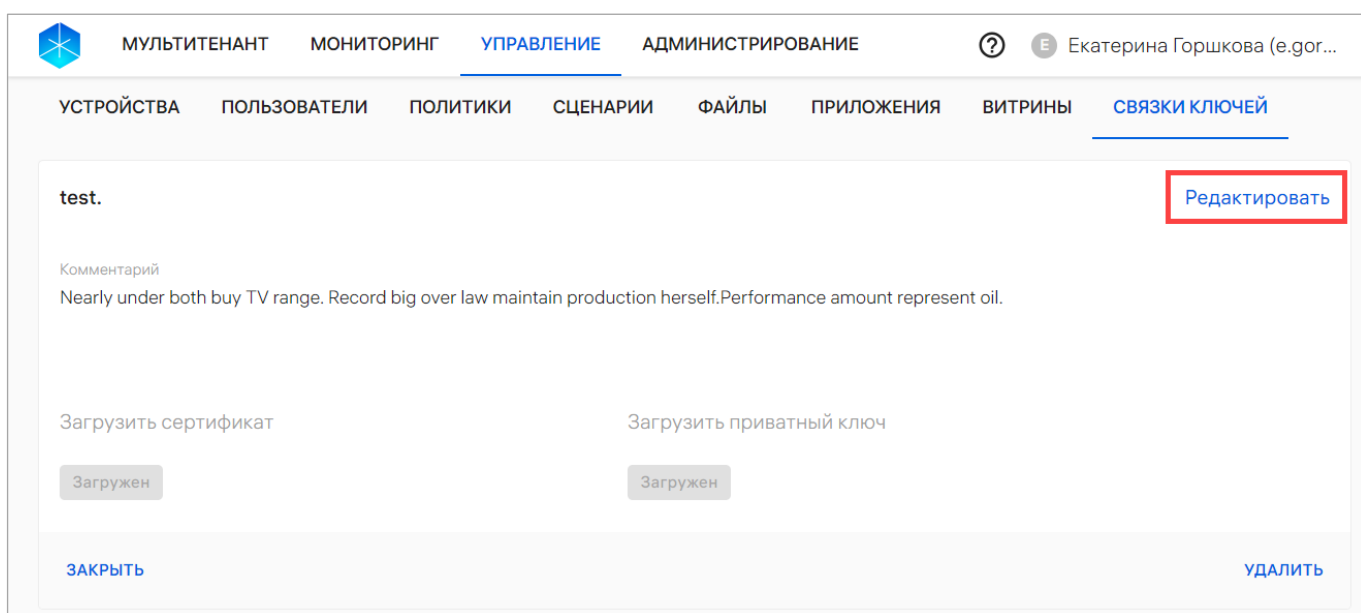 МУЛЬТИТЕНАНТ МОНИТОРИНГ УПРАВЛЕНИЕ АДМИНИСТРИРОВАНИЕ ? E Екатерина Горшкова (e.gor...
УСТРОЙСТВА ПОЛЬЗОВАТЕЛИ ПОЛИТИКИ СЦЕНАРИИ ФАЙЛЫ ПРИЛОЖЕНИЯ ВИТРИНЫ СВЯЗКИ КЛЮЧЕЙ
test. Редактировать
Комментарий
Nearly under both buy TV range. Record big over law maintain production herself.Performance amount represent oil.
Загрузить сертификат Загрузить приватный ключ
Загружен Загружен
ЗАКРЫТЬ УДАЛИТЬ